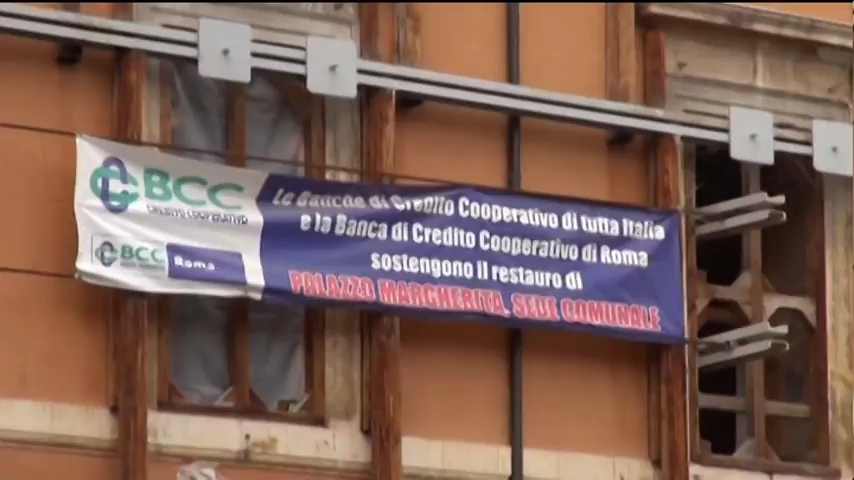 BCC
CREDITO COOPERATIVO
BCC
Roma
Le Banche di Credito Cooperativo di tutta Italia
e la Banca di Credito Cooperativo di Roma
sostengono il restauro di
PALAZZO MARGHERITA, SEDE COMUNALE